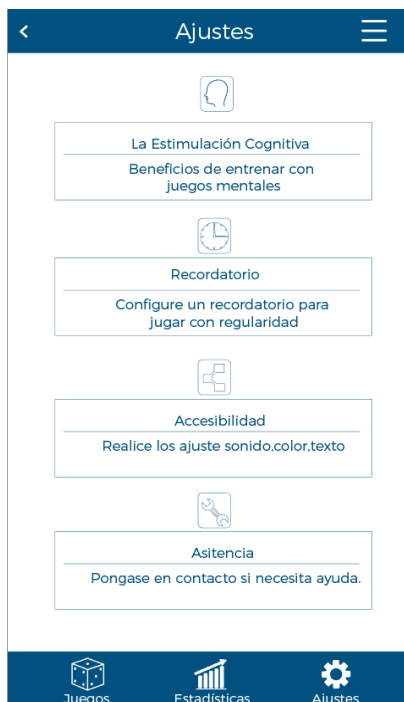 Ajustes
La Estimulación Cognitiva
Beneficios de entrenar con
juegos mentales
Recordatorio
Configure un recordatorio para
jugar con regularidad
Accesibilidad
Realice los ajuste sonido,color,texto
Asitencia
Pongase en contacto si necesita ayuda.
Juegos
Estadísticas
Ajustes